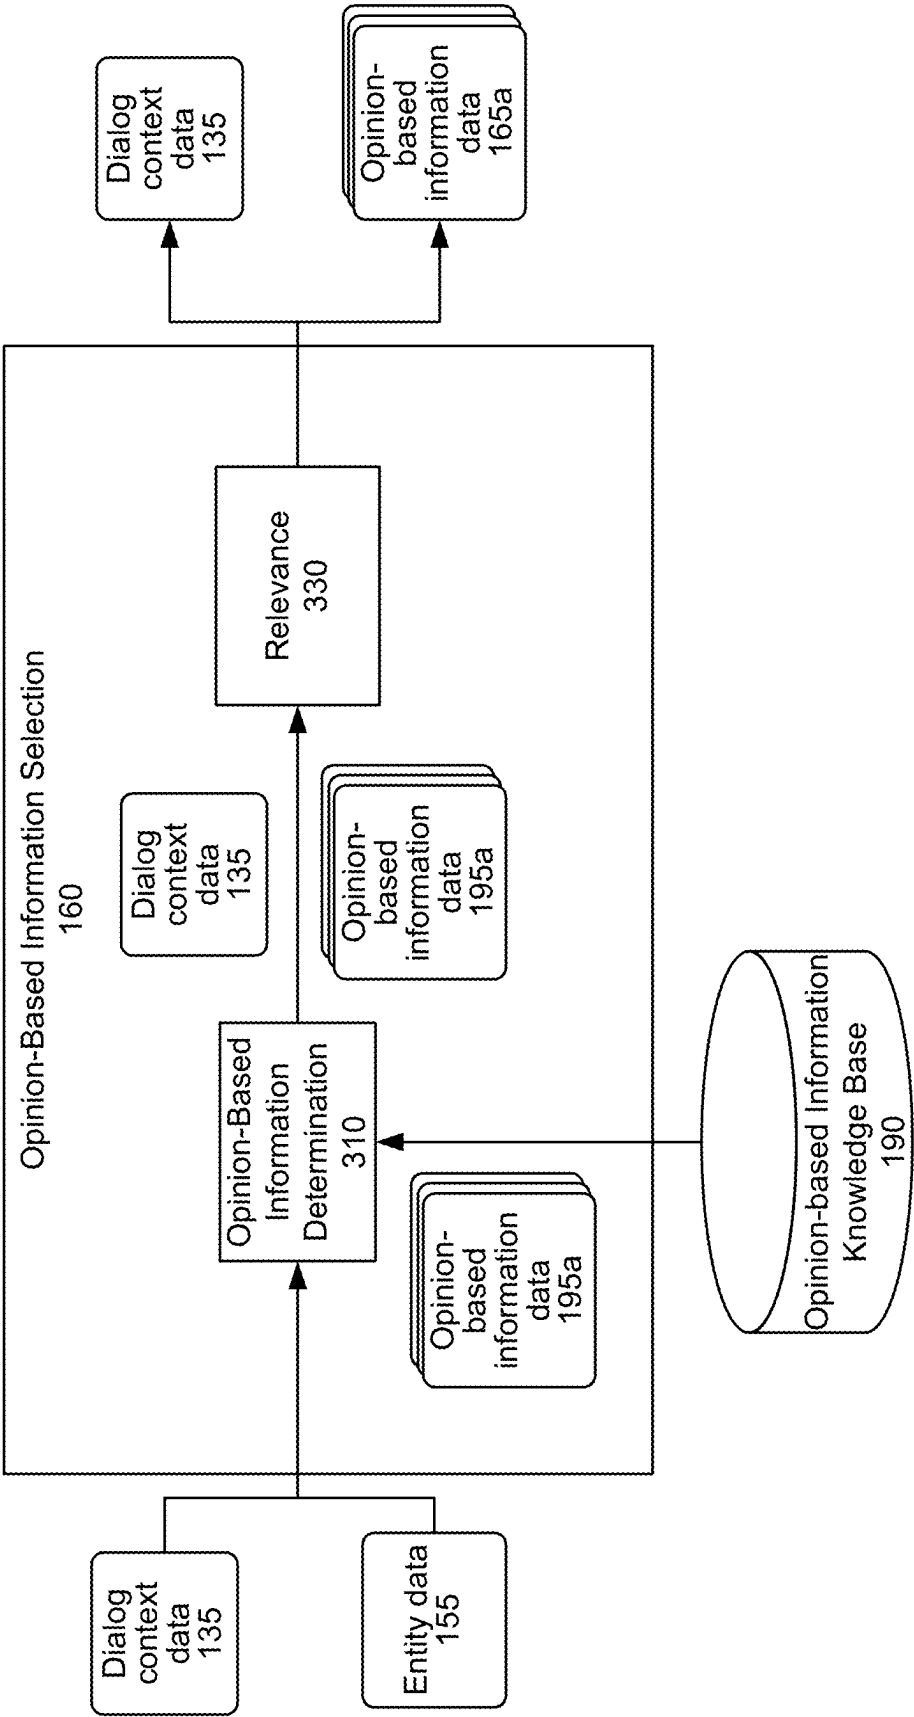 Opinion-Based Information Selection
160
Dialog
context
data
135
Entity data
155
Opinion-Based
Information
Determination
310
Opinion-
based
information
data
195a
Opinion-based Information
Knowledge Base
190
Dialog
context
data
135
Opinion-
based
information
data
195a
Relevance
330
Dialog
context
data
135
Opinion-
based
information
data
165a